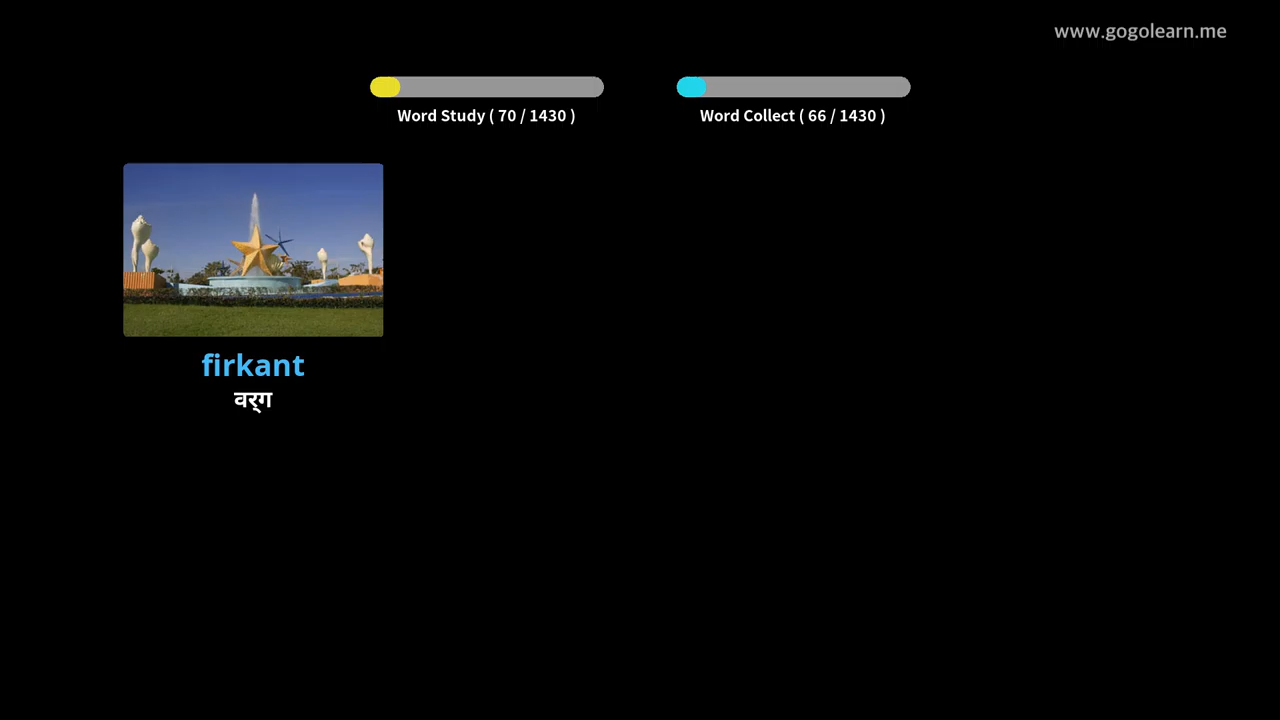 www.gogolearn.me
Word Study ( 70 / 1430 )
Word Collect ( 66 / 1430 )
firkant
वर्ग